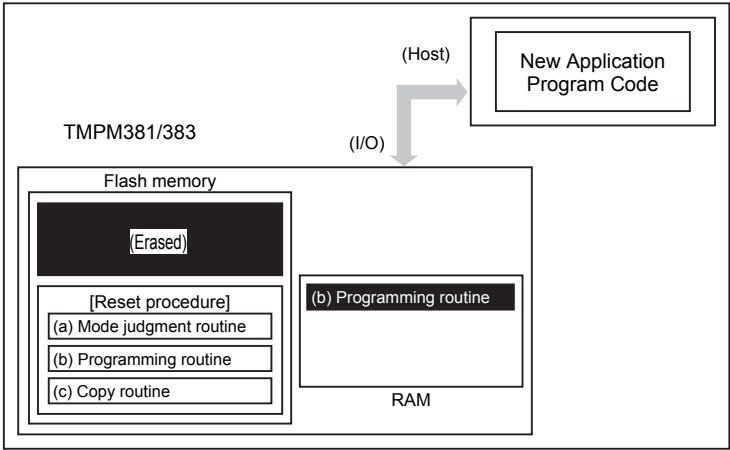 (Host)
New Application
Program Code
TMPM381/383
(I/O)
Flash memory
(Erased)
[Reset procedure]
(a) Mode judgment routine
(b) Programming routine
(c) Copy routine
(b) Programming routine
RAM